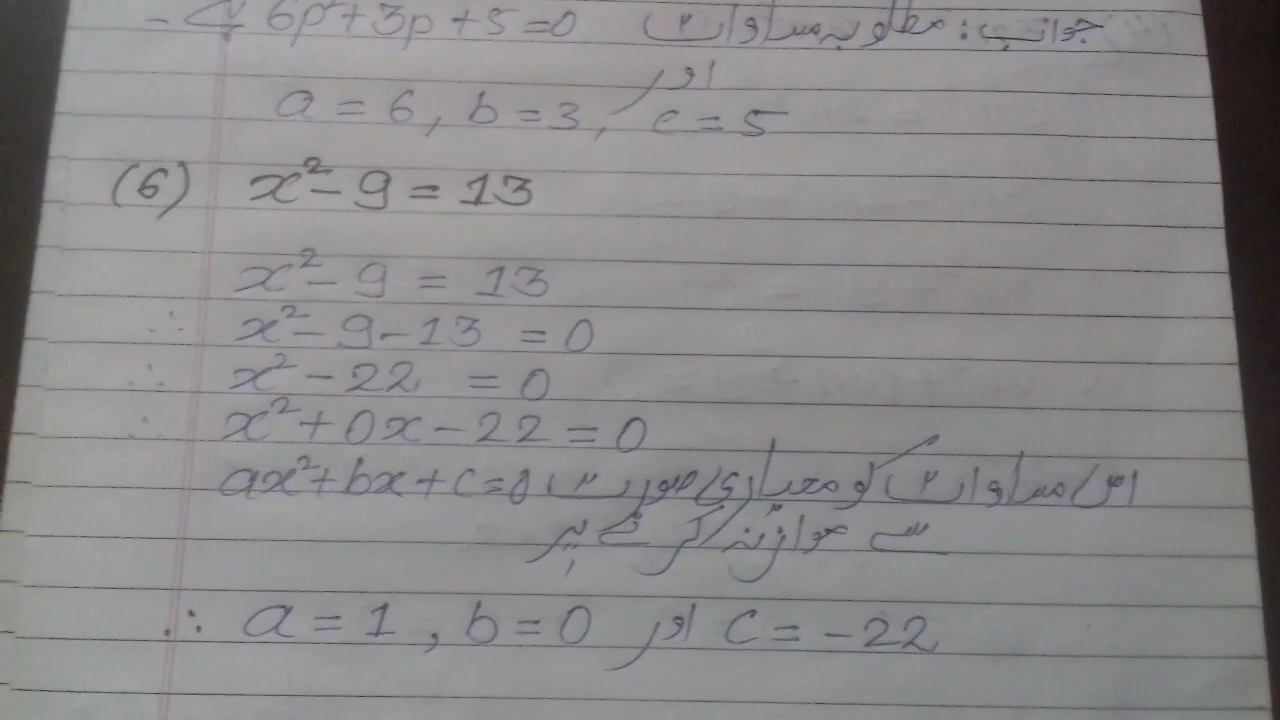 جواب: مطلوبہ مساوات 6p²+3p+5=0 ہے -
a = 6, b = 3, اور c = 5
(6) x² - 9 = 13
x² - 9 = 13
∴ x² - 9 - 13 = 0
∴ x² - 22 = 0
∴ x² + 0x - 22 = 0
اس مساوات کو معیاری صورت ax²+bx+c=0
سے موازنہ کرنے پر
∴ a = 1, b = 0 اور c = -22